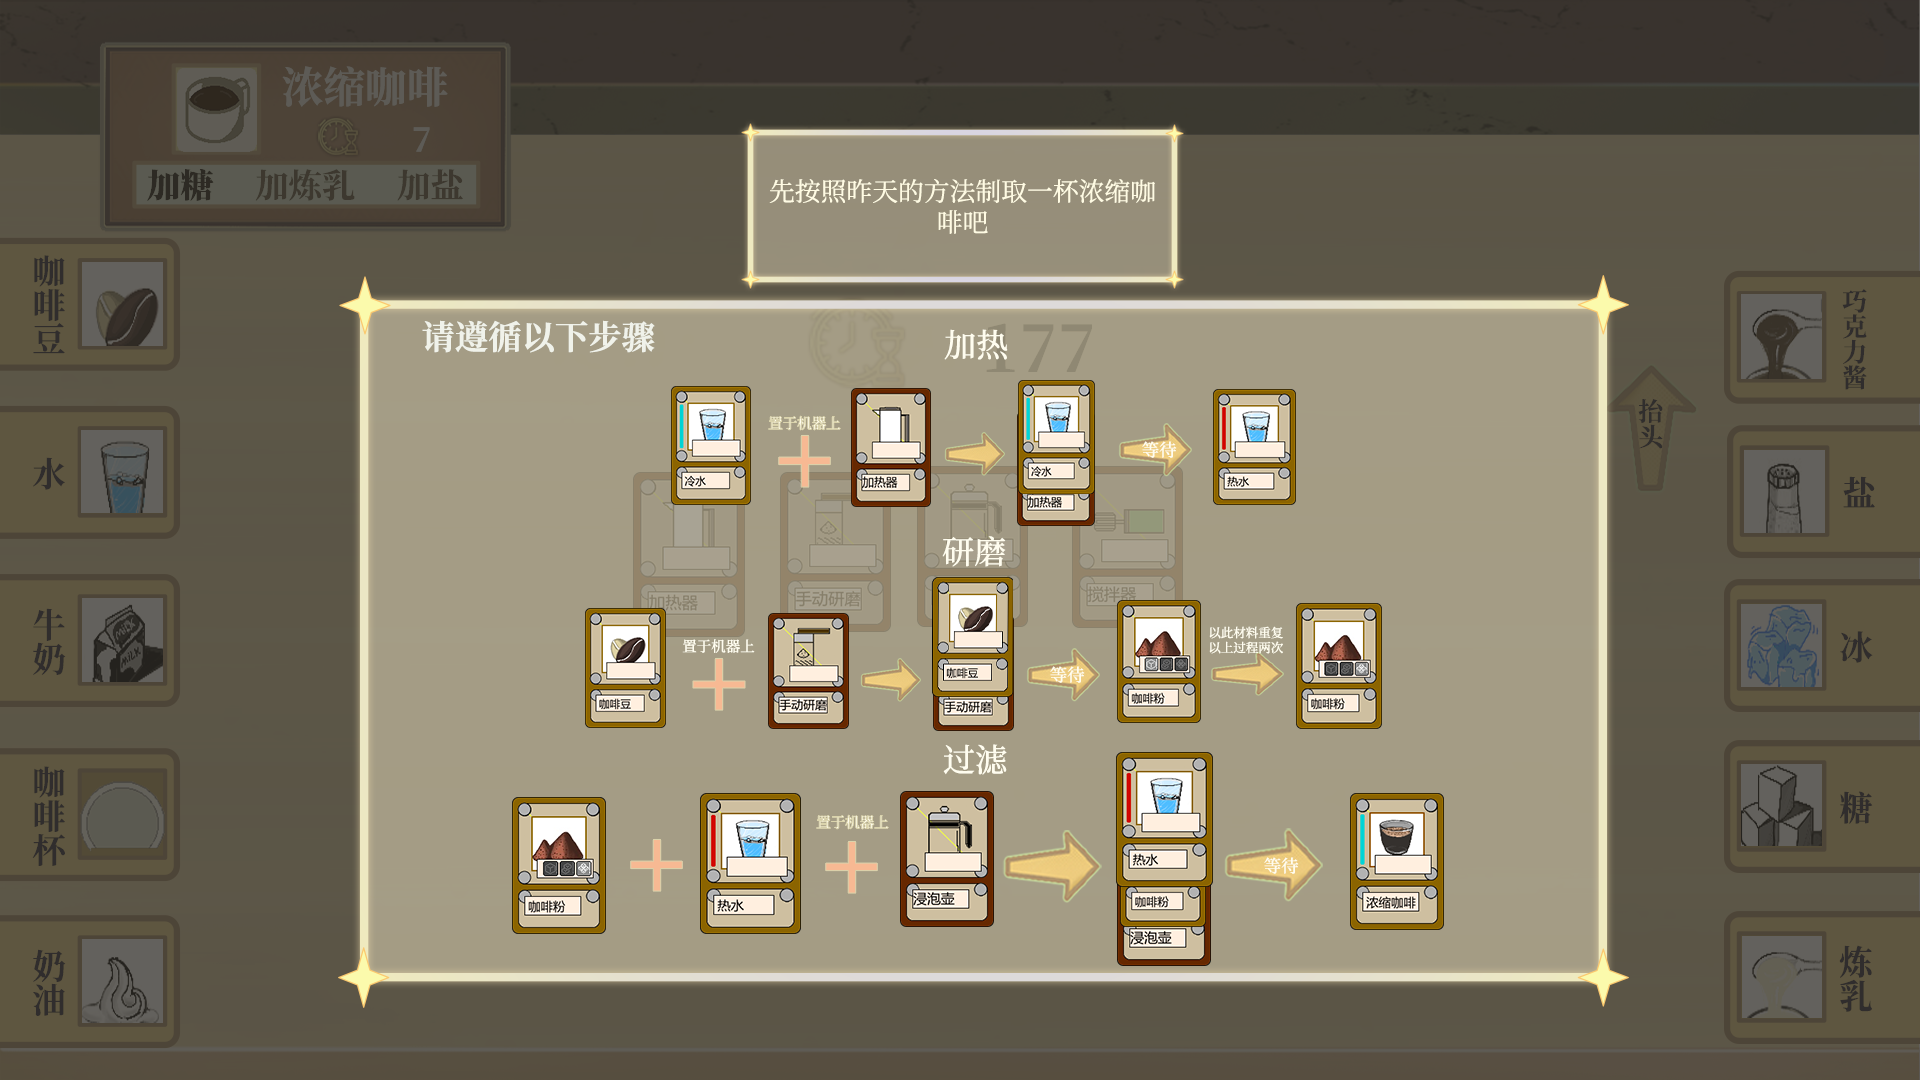 浓缩咖啡
7
加糖 加炼乳 加盐
先按照昨天的方法制取一杯浓缩咖
啡吧
咖啡豆
水
牛奶
咖啡杯
奶油
巧克力酱
盐
冰
糖
炼乳
抬头
177
请遵循以下步骤
加热
冷水
置于机器上
加热器
冷水
加热器
等待
热水
加热器
手动研磨
搅拌器
研磨
咖啡豆
置于机器上
手动研磨
咖啡豆
手动研磨
等待
咖啡粉
以此材料重复
以上过程两次
咖啡粉
过滤
咖啡粉
热水
置于机器上
浸泡壶
热水
咖啡粉
浸泡壶
等待
浓缩咖啡
MILK
MILK